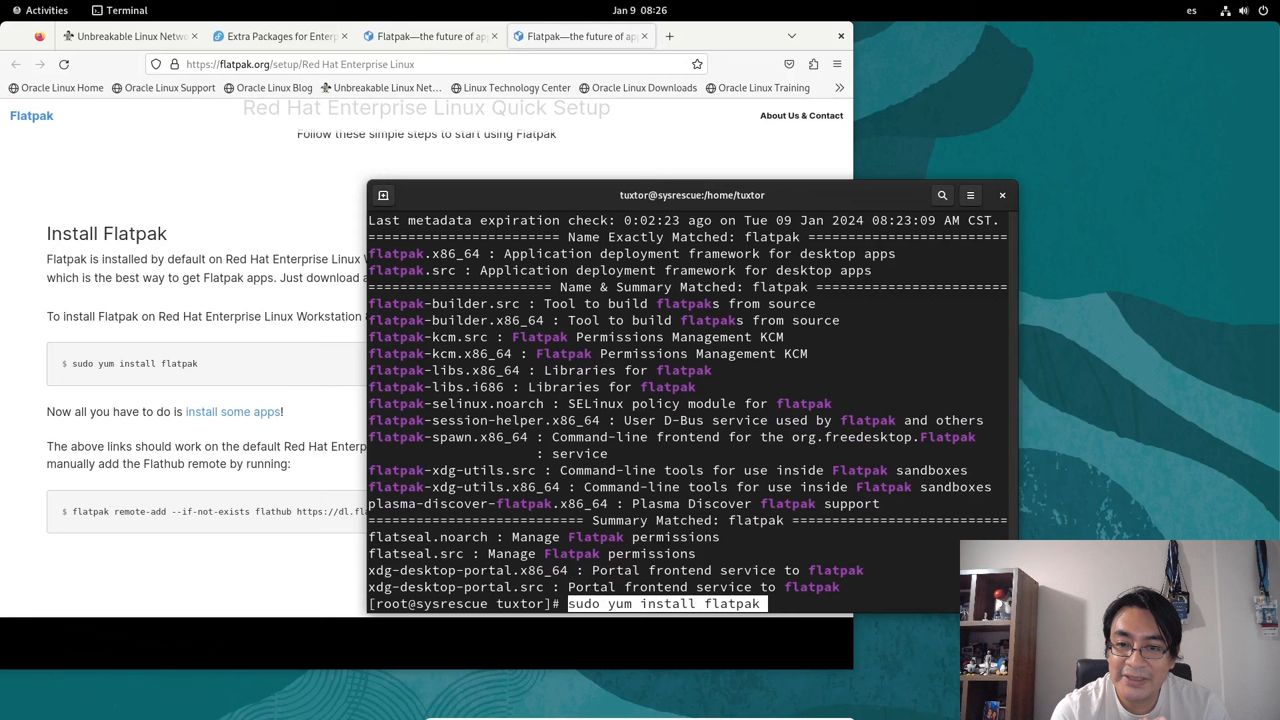 Activities
Terminal
Jan 9 08:26
es
Unbreakable Linux Netwo
Extra Packages for Enterp
Flatpak—the future of ap
Flatpak—the future of ap
https://flatpak.org/setup/Red Hat Enterprise Linux
Oracle Linux Home
Oracle Linux Support
Oracle Linux Blog
Unbreakable Linux Net...
Linux Technology Center
Oracle Linux Downloads
Oracle Linux Training
Flatpak
Red Hat Enterprise Linux Quick Setup
About Us & Contact
Follow these simple steps to start using Flatpak
Install Flatpak
Flatpak is installed by default on Red Hat Enterprise Linux
which is the best way to get Flatpak apps. Just download a
To install Flatpak on Red Hat Enterprise Linux Workstation
$ sudo yum install flatpak
Now all you have to do is install some apps!
The above links should work on the default Red Hat Enterp
manually add the Flathub remote by running:
$ flatpak remote-add --if-not-exists flathub https://dl.fl
tuxtor@sysrescue:/home/tuxtor
Last metadata expiration check: 0:02:23 ago on Tue 09 Jan 2024 08:23:09 AM CST.
======================== Name Exactly Matched: flatpak =========================
flatpak.x86_64 : Application deployment framework for desktop apps
flatpak.src : Application deployment framework for desktop apps
======================= Name & Summary Matched: flatpak ========================
flatpak-builder.src : Tool to build flatpaks from source
flatpak-builder.x86_64 : Tool to build flatpaks from source
flatpak-kcm.src : Flatpak Permissions Management KCM
flatpak-kcm.x86_64 : Flatpak Permissions Management KCM
flatpak-libs.x86_64 : Libraries for flatpak
flatpak-libs.i686 : Libraries for flatpak
flatpak-selinux.noarch : SELinux policy module for flatpak
flatpak-session-helper.x86_64 : User D-Bus service used by flatpak and others
flatpak-spawn.x86_64 : Command-line frontend for the org.freedesktop.Flatpak
: service
flatpak-xdg-utils.src : Command-line tools for use inside Flatpak sandboxes
flatpak-xdg-utils.x86_64 : Command-line tools for use inside Flatpak sandboxes
plasma-discover-flatpak.x86_64 : Plasma Discover flatpak support
=========================== Summary Matched: flatpak ===========================
flatseal.noarch : Manage Flatpak permissions
flatseal.src : Manage Flatpak permissions
xdg-desktop-portal.x86_64 : Portal frontend service to flatpak
xdg-desktop-portal.src : Portal frontend service to flatpak
[root@sysrescue tuxtor]# sudo yum install flatpak